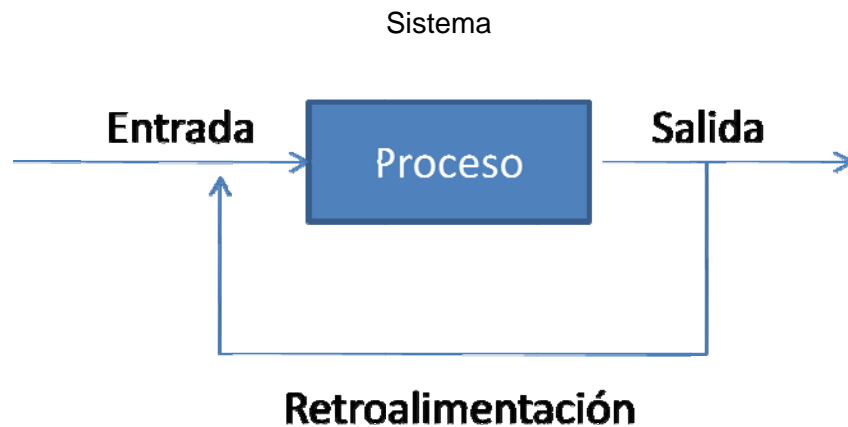 Sistema
Entrada
Proceso
Salida
Retroalimentación